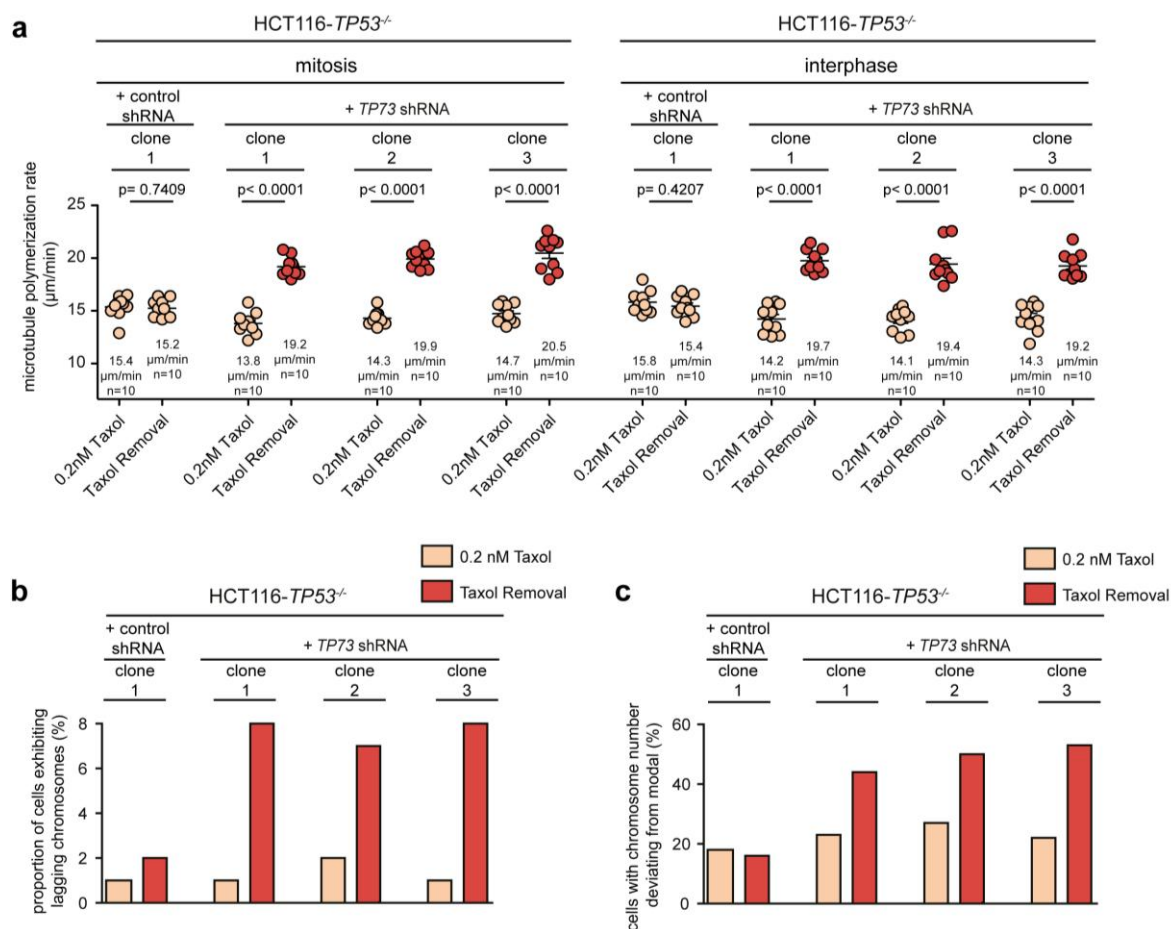 a
HCT116-TP53-/-
HCT116-TP53-/-
mitosis
interphase
+ control
shRNA
+ TP73 shRNA
+ control
shRNA
+ TP73 shRNA
clone
1
clone
1
clone
2
clone
3
clone
1
clone
1
clone
2
clone
3
p= 0.7409
p< 0.0001
p< 0.0001
p< 0.0001
p= 0.4207
p< 0.0001
p< 0.0001
p< 0.0001
microtubule polymerization rate
(µm/min)
25
20
15
10
15.4
µm/min
n=10
15.2
µm/min
n=10
13.8
µm/min
n=10
19.2
µm/min
n=10
14.3
µm/min
n=10
19.9
µm/min
n=10
14.7
µm/min
n=10
20.5
µm/min
n=10
15.8
µm/min
n=10
15.4
µm/min
n=10
14.2
µm/min
n=10
19.7
µm/min
n=10
14.1
µm/min
n=10
19.4
µm/min
n=10
14.3
µm/min
n=10
19.2
µm/min
n=10
0.2nM Taxol
Taxol Removal
0.2nM Taxol
Taxol Removal
0.2nM Taxol
Taxol Removal
0.2nM Taxol
Taxol Removal
0.2nM Taxol
Taxol Removal
0.2nM Taxol
Taxol Removal
0.2nM Taxol
Taxol Removal
0.2nM Taxol
Taxol Removal
b
0.2 nM Taxol
Taxol Removal
HCT116-TP53-/-
+ control
shRNA
+ TP73 shRNA
clone
1
clone
1
clone
2
clone
3
proportion of cells exhibiting
lagging chromosomes (%)
8
6
4
2
0
c
0.2 nM Taxol
Taxol Removal
HCT116-TP53-/-
+ control
shRNA
+ TP73 shRNA
clone
1
clone
1
clone
2
clone
3
cells with chromosome number
deviating from modal (%)
60
40
20
0